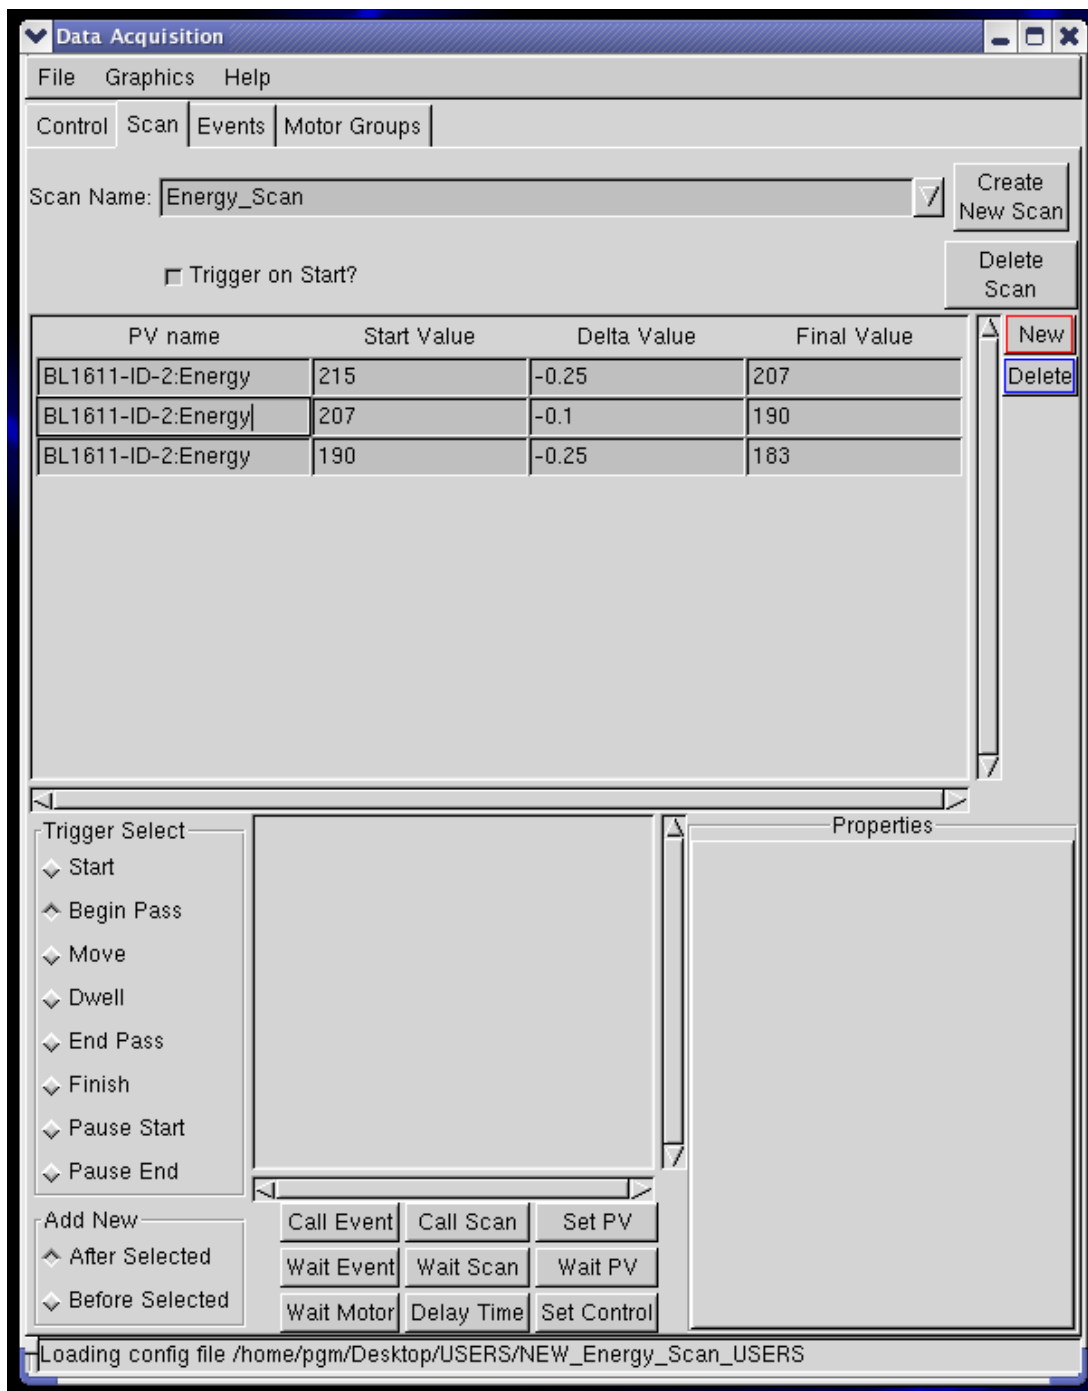 Data Acquisition
File Graphics Help
Control Scan Events Motor Groups
Scan Name: Energy_Scan
Create
New Scan
Trigger on Start?
Delete
Scan
PV name Start Value Delta Value Final Value
New
BL1611-ID-2:Energy 215 -0.25 207
Delete
BL1611-ID-2:Energy 207 -0.1 190
BL1611-ID-2:Energy 190 -0.25 183
Trigger Select
Start
Begin Pass
Move
Dwell
End Pass
Finish
Pause Start
Pause End
Properties
Add New
After Selected
Before Selected
Call Event Call Scan Set PV
Wait Event Wait Scan Wait PV
Wait Motor Delay Time Set Control
Loading config file /home/pgm/Desktop/USERS/NEW_Energy_Scan_USERS